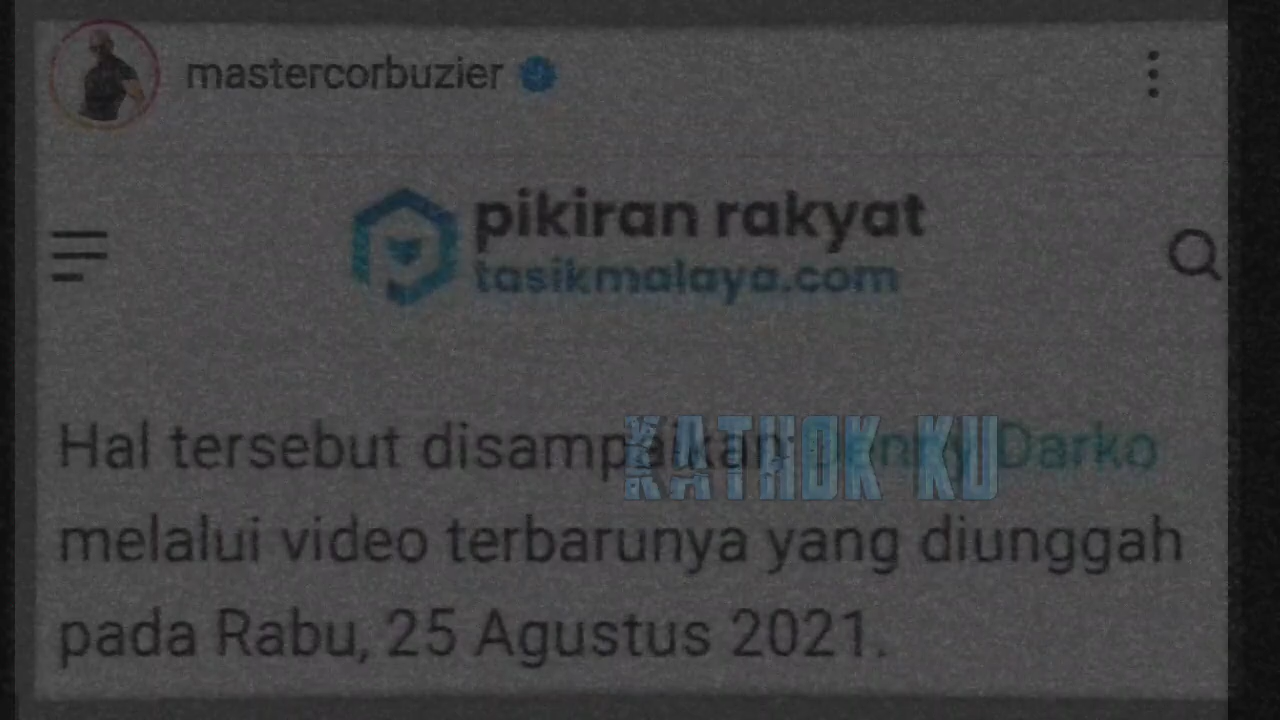 mastercorbuzier
pikiran rakyat
tasikmalaya.com
Hal tersebut disampaikan Denny Darko
KATHOK KU
melalui video terbarunya yang diunggah
pada Rabu, 25 Agustus 2021.